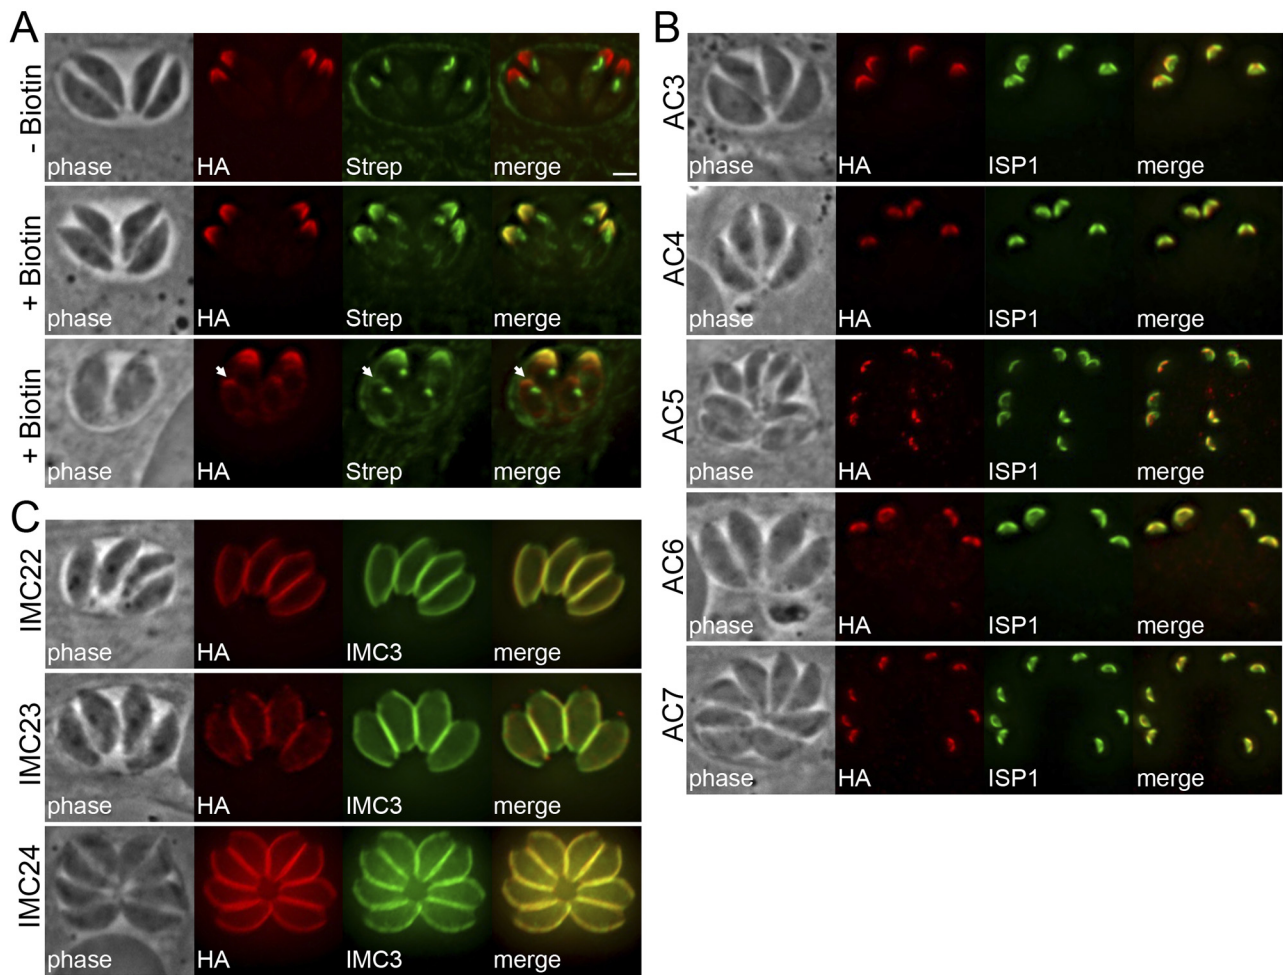 A
- Biotin
phase
HA
Strep
merge
+ Biotin
phase
HA
Strep
merge
+ Biotin
phase
HA
Strep
merge
B
AC3
phase
HA
ISP1
merge
AC4
phase
HA
ISP1
merge
AC5
phase
HA
ISP1
merge
AC6
phase
HA
ISP1
merge
AC7
phase
HA
ISP1
merge
C
IMC22
phase
HA
IMC3
merge
IMC23
phase
HA
IMC3
merge
IMC24
phase
HA
IMC3
merge